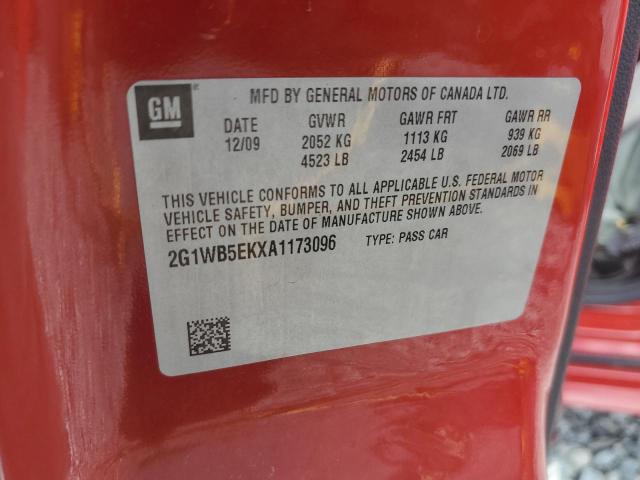 GM
MFD BY GENERAL MOTORS OF CANADA LTD.
DATE GVWR GAWR FRT GAWR RR
12/09 2052 KG 1113 KG 939 KG
4523 LB 2454 LB 2069 LB
THIS VEHICLE CONFORMS TO ALL APPLICABLE U.S. FEDERAL MOTOR
VEHICLE SAFETY, BUMPER, AND THEFT PREVENTION STANDARDS IN
EFFECT ON THE DATE OF MANUFACTURE SHOWN ABOVE.
2G1WB5EKXA1173096 TYPE: PASS CAR